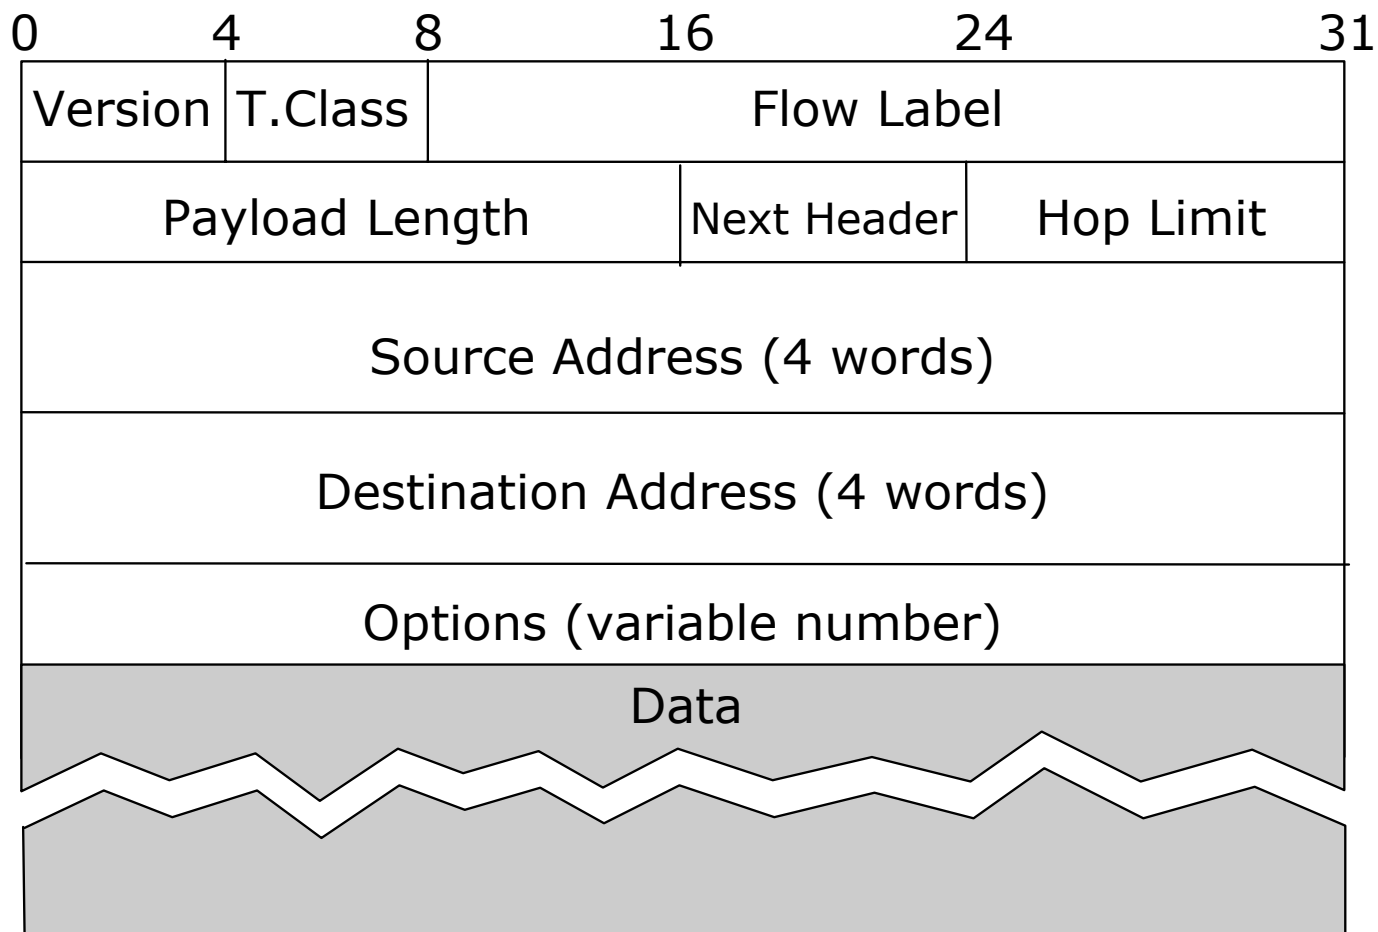 0 4 8 16 24 31
Version T.Class Flow Label
Payload Length Next Header Hop Limit
Source Address (4 words)
Destination Address (4 words)
Options (variable number)
Data